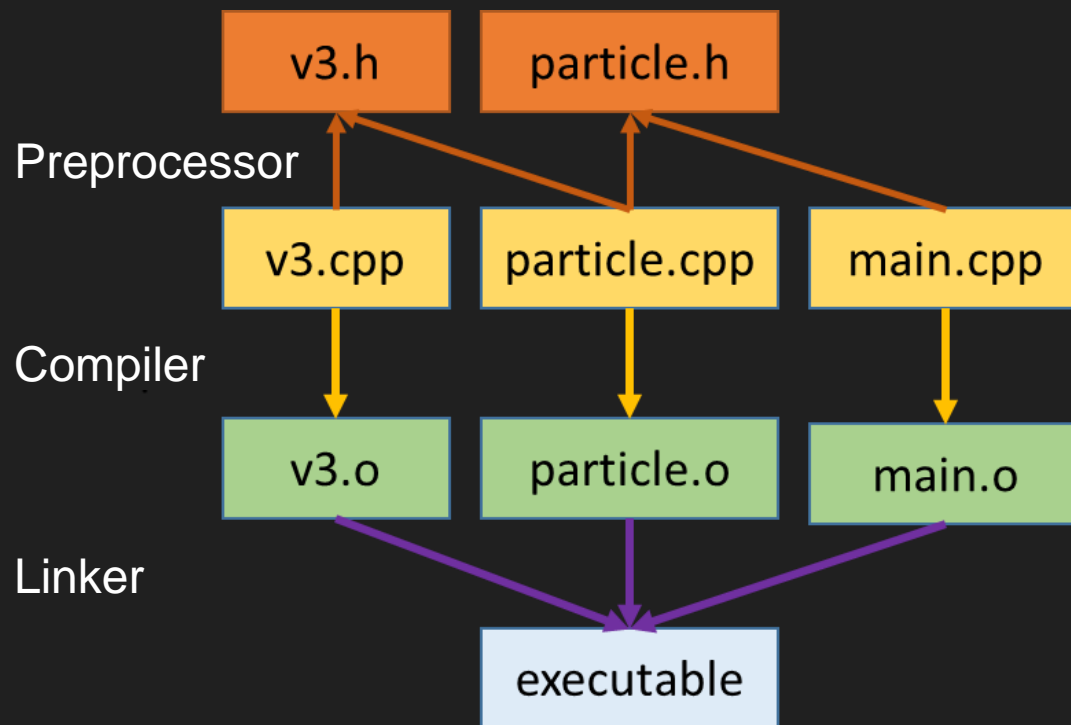 v3.h
particle.h
Preprocessor
v3.cpp
particle.cpp
main.cpp
Compiler
v3.o
particle.o
main.o
Linker
executable